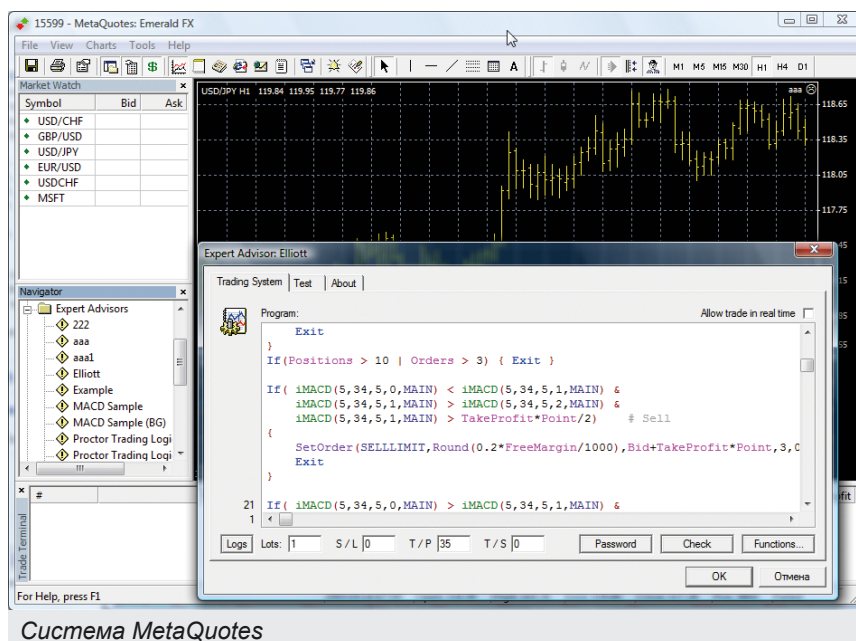 15599 - MetaQuotes: Emerald FX
File View Charts Tools Help
$ A M1 M5 M15 M30 H1 H4 D1
Market Watch
Symbol Bid Ask
USD/CHF
GBP/USD
USD/JPY
EUR/USD
USDCHF
MSFT
USD/JPY H1 119.84 119.95 119.77 119.86
aaa
118.65
118.35
118.05
117.75
45
15
85
55
Navigator
Expert Advisors
222
aaa
aaa1
Elliott
Example
MACD Sample
MACD Sample (BG)
Proctor Trading Logi
Proctor Trading Logi
Expert Advisor: Elliott
Trading System Test About
Program: Allow trade in real time
Exit
}
If(Positions > 10 | Orders > 3) { Exit }
If( iMACD(5,34,5,0,MAIN) < iMACD(5,34,5,1,MAIN) &
iMACD(5,34,5,1,MAIN) > iMACD(5,34,5,2,MAIN) &
iMACD(5,34,5,1,MAIN) > TakeProfit*Point/2) # Sell
{
SetOrder(SELLLIMIT,Round(0.2*FreeMargin/1000),Bid+TakeProfit*Point,3,0
Exit
}
21 If( iMACD(5,34,5,0,MAIN) > iMACD(5,34,5,1,MAIN) &
1
Logs Lots: 1 S / L 0 T / P 35 T / S 0 Password Check Functions...
OK Отмена
#
fit
Trade Terminal
For Help, press F1
Система MetaQuotes